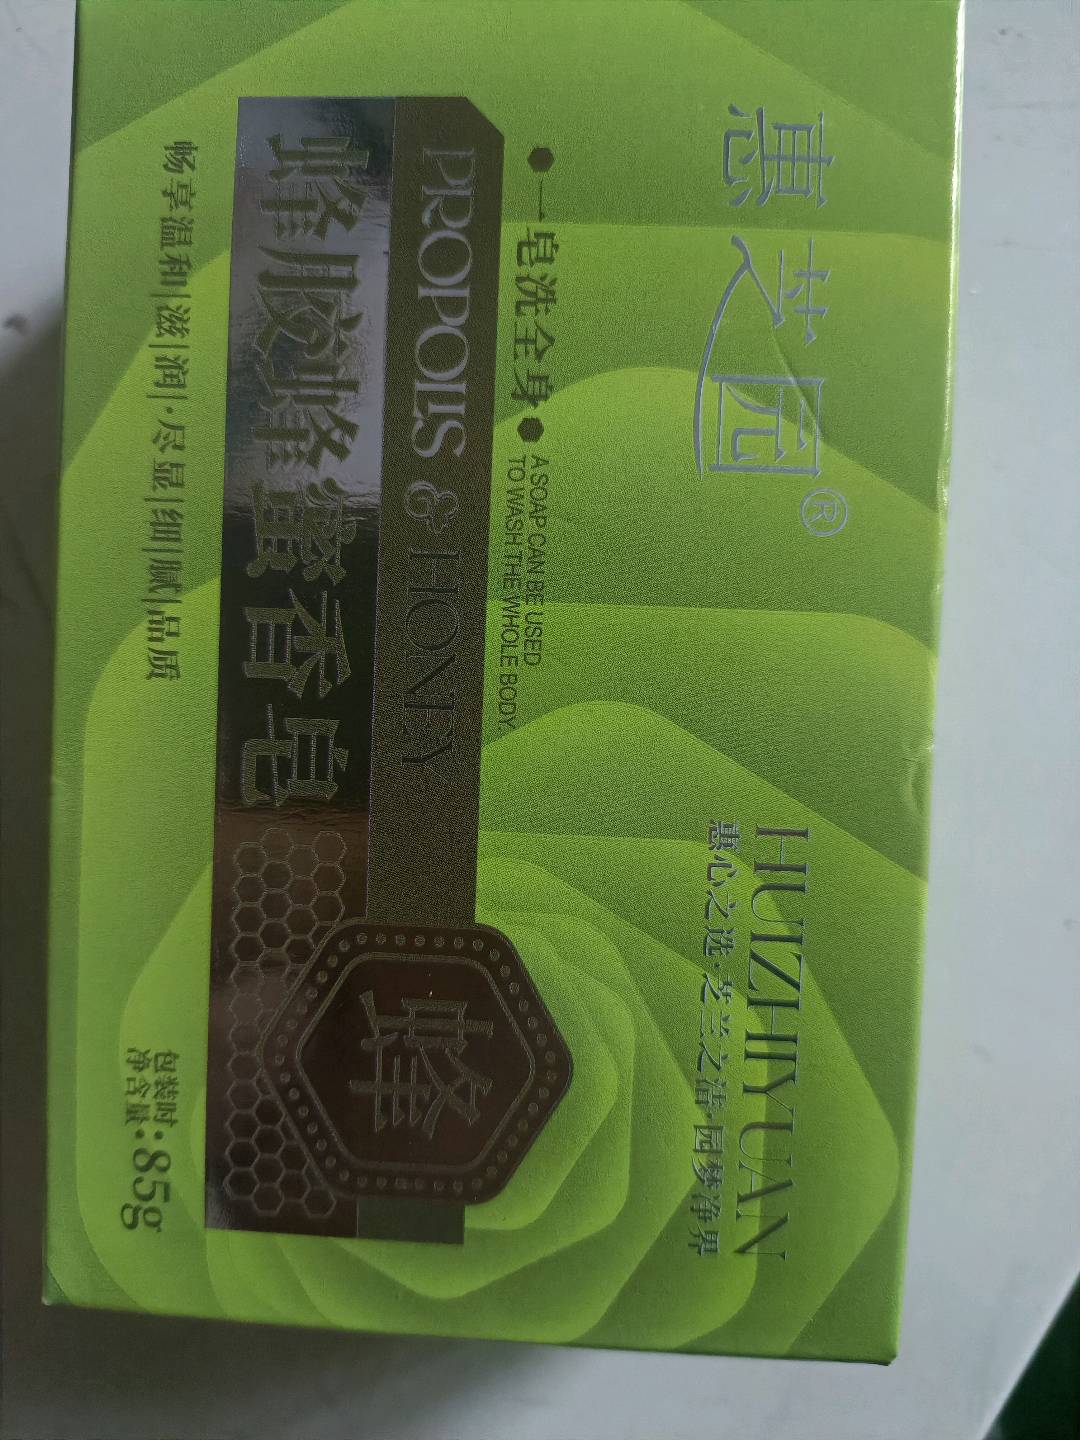 惠芝园®
HUIZHIYUAN
惠心之选·芝兰之洁·园梦净界
一皂洗全身
A SOAP CAN BE USED
TO WASH THE WHOLE BODY.
PROPOLIS & HONEY
蜂胶蜂蜜香皂
蜂
畅享温和|滋|润|·尽|显|细|腻|品质
包装时
净含量:85g